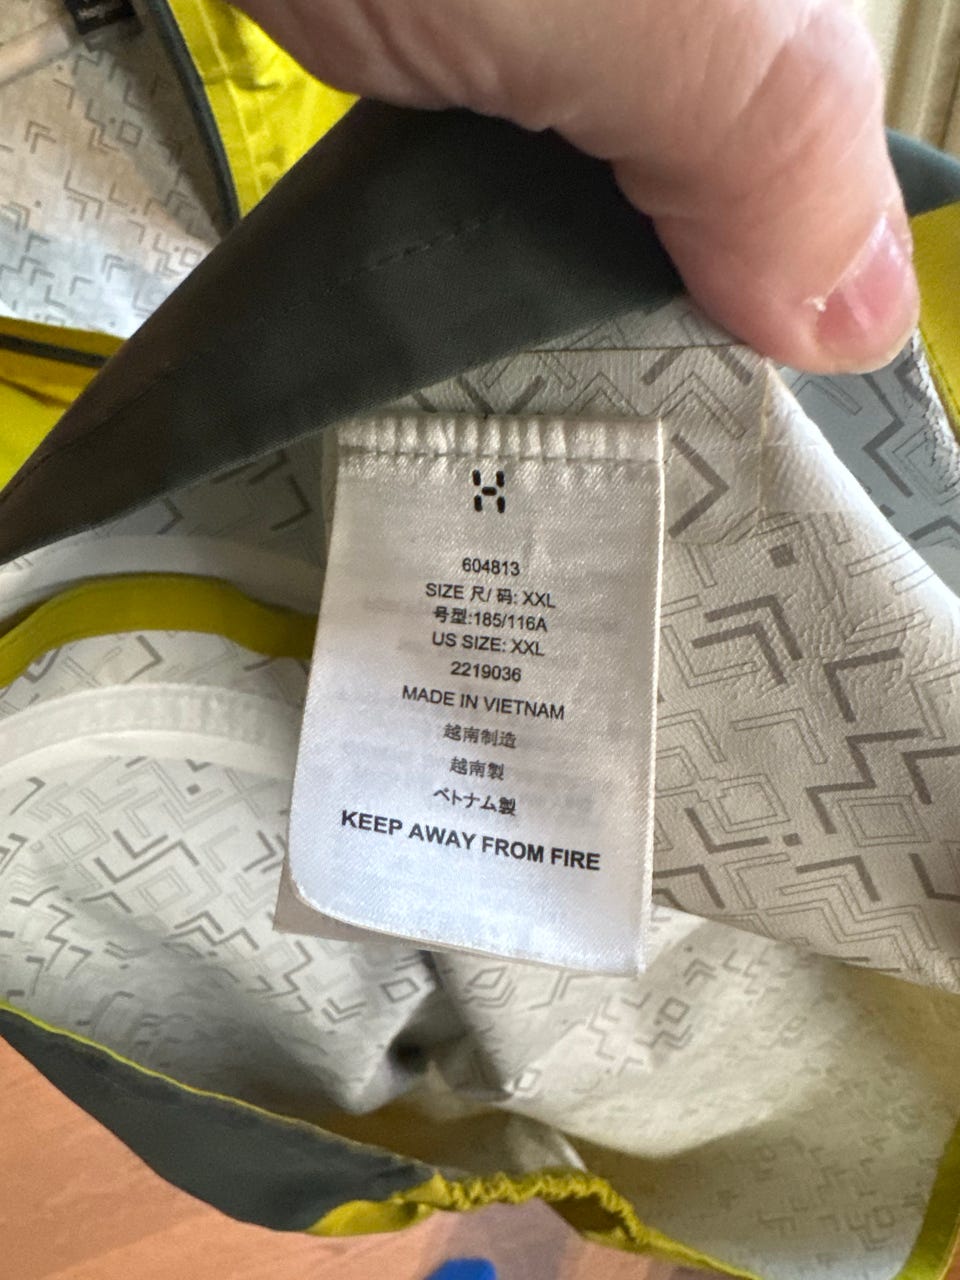 604813
SIZE 尺/ 码: XXL
号型:185/116A
US SIZE: XXL
2219036
MADE IN VIETNAM
越南制造
越南製
ベトナム製
KEEP AWAY FROM FIRE